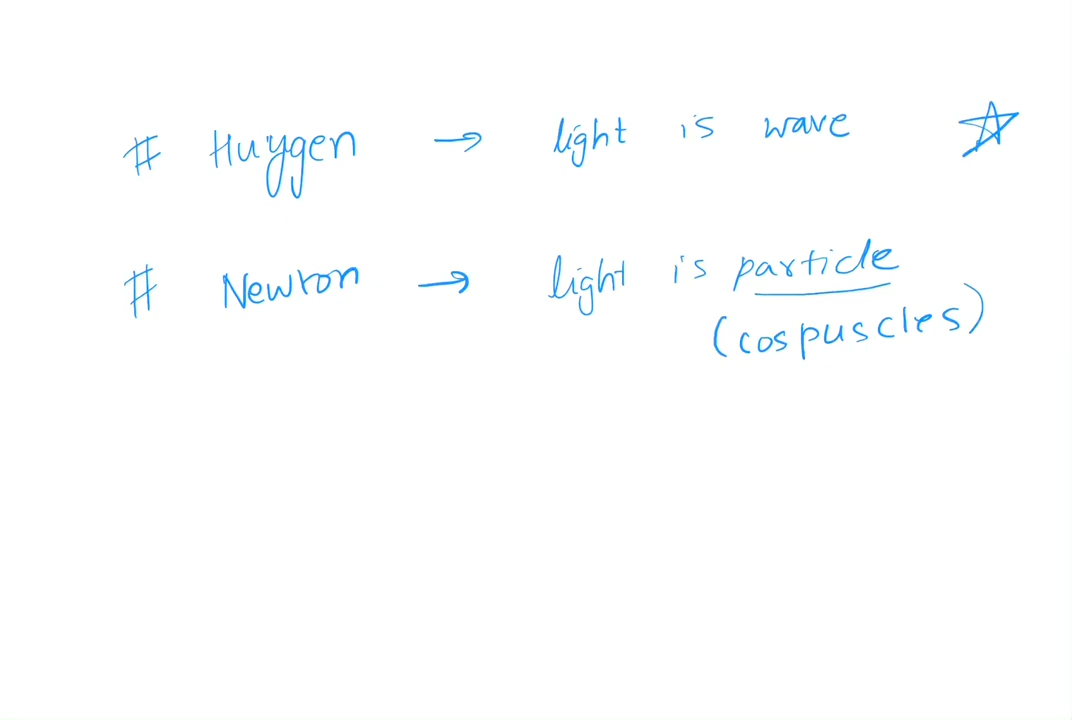 # Huygen → light is wave ☆
# Newton → light is particle
(cospuscles)